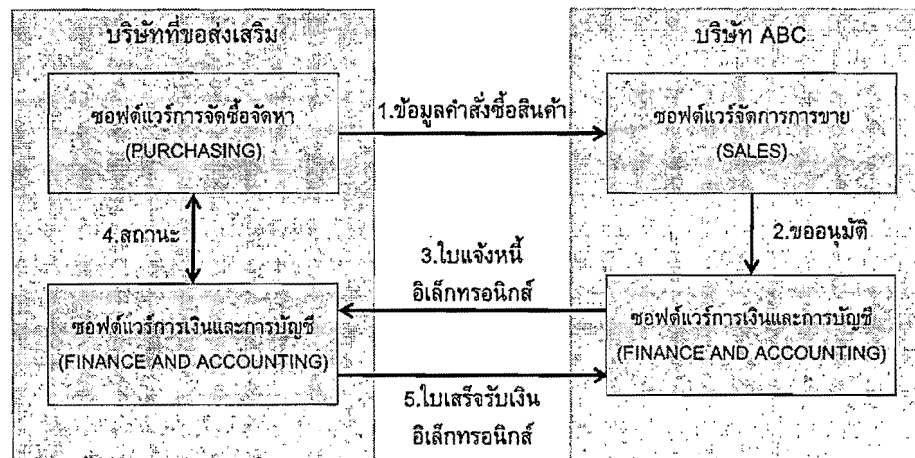 บริษัทที่ขอส่งเสริม
บริษัท ABC
ซอฟต์แวร์การจัดซื้อจัดหา
(PURCHASING)
1.ข้อมูลคำสั่งซื้อสินค้า
ซอฟต์แวร์จัดการการขาย
(SALES)
4.สถานะ
2.ขออนุมัติ
3.ใบแจ้งหนี้
อิเล็กทรอนิกส์
ซอฟต์แวร์การเงินและการบัญชี
(FINANCE AND ACCOUNTING)
ซอฟต์แวร์การเงินและการบัญชี
(FINANCE AND ACCOUNTING)
5.ใบเสร็จรับเงิน
อิเล็กทรอนิกส์